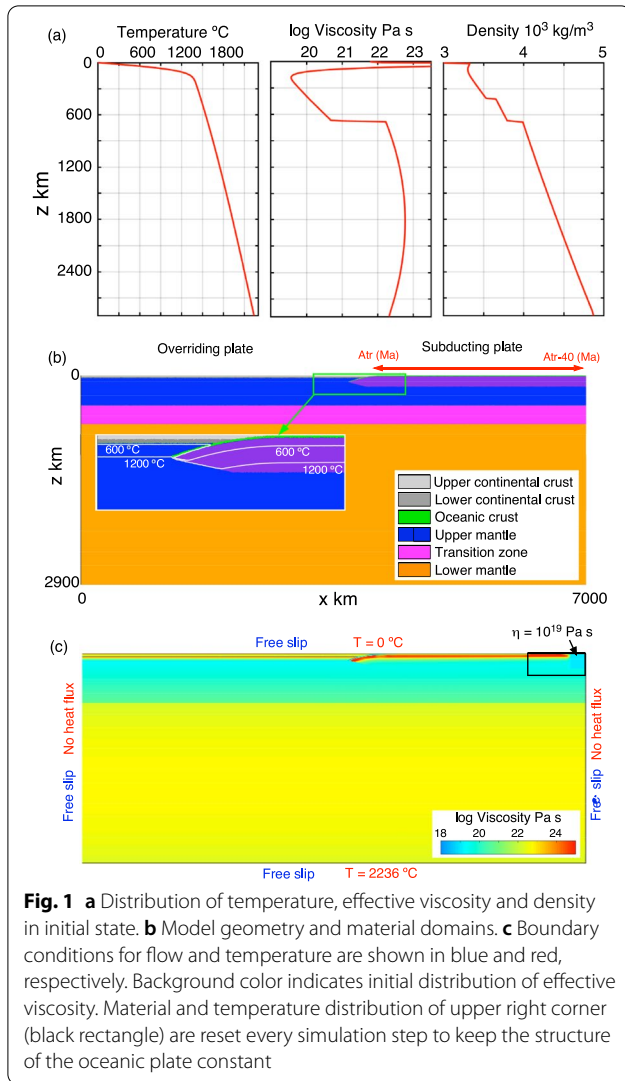 (a)
Temperature ºC
log Viscosity Pa s
Density 10³ kg/m³
0 600 1200 1800
20 21 22 23
3 4 5
0
600
1200
1800
2400
z km
(b)
Overriding plate
Atr (Ma)
Subducting plate
Atr-40 (Ma)
0
z km
2900
600 ºC
1200 ºC
600 ºC
1200 ºC
Upper continental crust
Lower continental crust
Oceanic crust
Upper mantle
Transition zone
Lower mantle
0
x km
7000
(c)
Free slip
T = 0 ºC
η = 10¹⁹ Pa s
No heat flux
Free slip
No heat flux
Free slip
log Viscosity Pa s
18 20 22 24
Free slip
T = 2236 ºC
Fig. 1 a Distribution of temperature, effective viscosity and density
in initial state. b Model geometry and material domains. c Boundary
conditions for flow and temperature are shown in blue and red,
respectively. Background color indicates initial distribution of effective
viscosity. Material and temperature distribution of upper right corner
(black rectangle) are reset every simulation step to keep the structure
of the oceanic plate constant